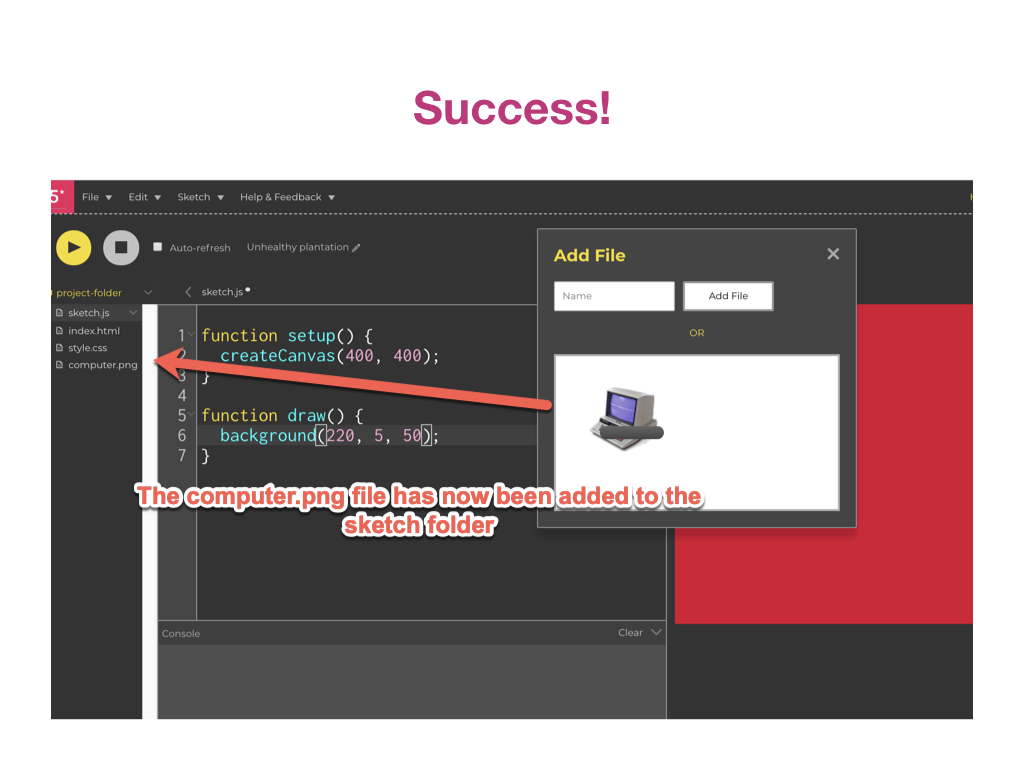 Success!
5*
File
Edit
Sketch
Help & Feedback
Auto-refresh
Unhealthy plantation
project-folder
sketch.js
index.html
style.css
computer.png
sketch.js
1
function setup() {
2
createCanvas(400, 400);
3
}
4
5
function draw() {
6
background(220, 5, 50);
7
}
Add File
Name
Add File
OR
The computer.png file has now been added to the
sketch folder
Console
Clear